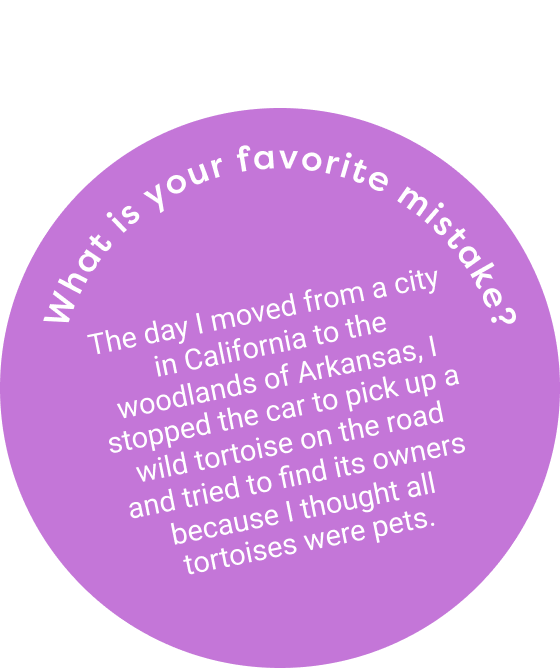 What is your favorite mistake?
The day I moved from a city
in California to the
woodlands of Arkansas, I
stopped the car to pick up a
wild tortoise on the road
and tried to find its owners
because I thought all
tortoises were pets.